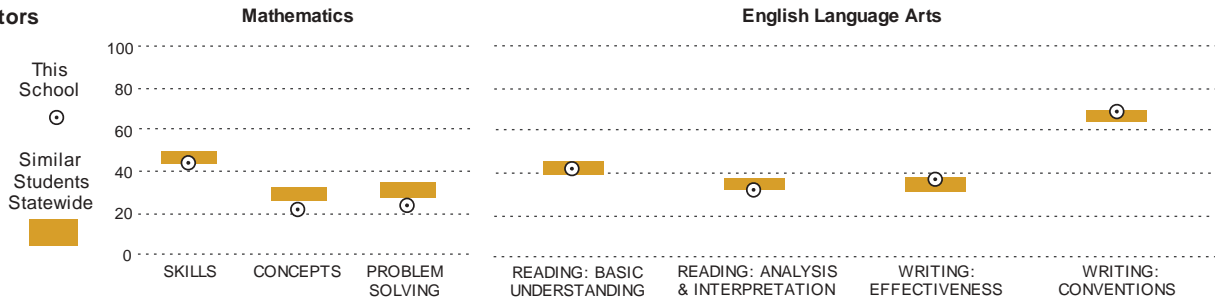 Mathematics
English Language Arts
This
School
Similar
Students
Statewide
100
80
60
40
20
0
SKILLS
CONCEPTS
PROBLEM
SOLVING
READING: BASIC
UNDERSTANDING
READING: ANALYSIS
& INTERPRETATION
WRITING:
EFFECTIVENESS
WRITING:
CONVENTIONS